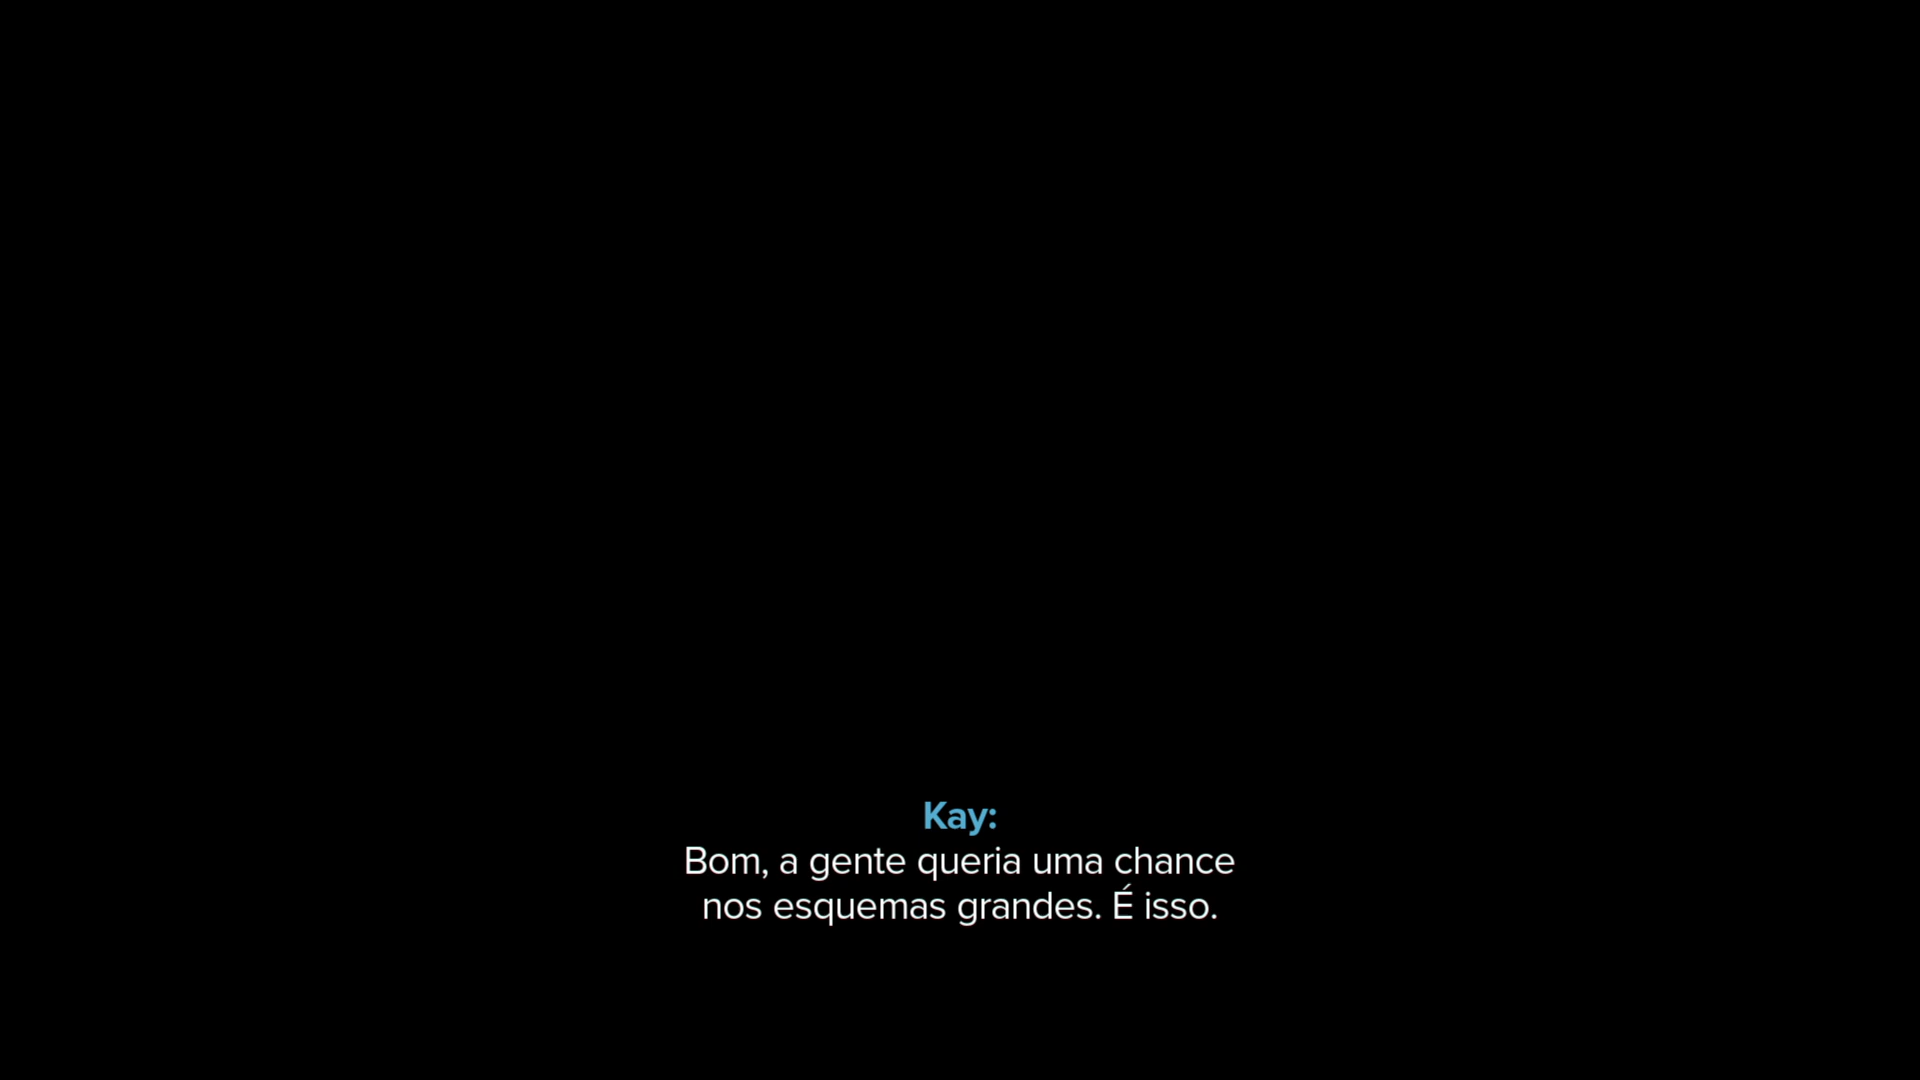 Kay:
Bom, a gente queria uma chance
nos esquemas grandes. É isso.